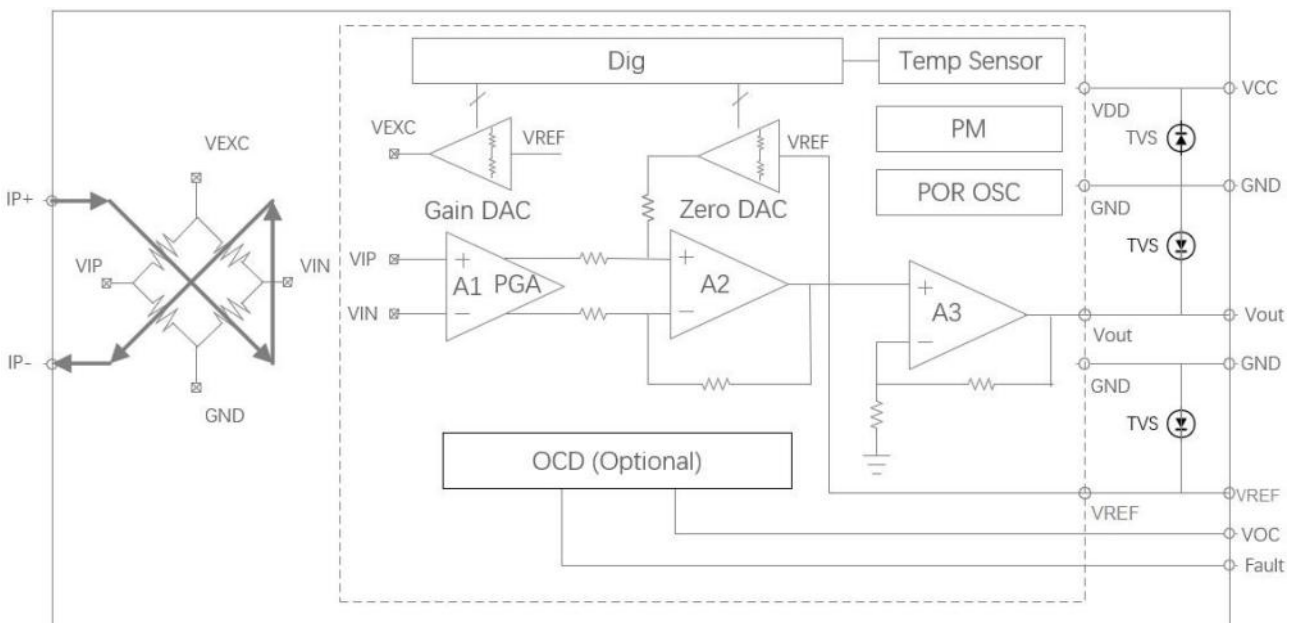 Dig
Temp Sensor
VCC
VDD
VEXC
VREF
VREF
PM
TVS
VEXC
IP+
Gain DAC
Zero DAC
POR OSC
GND
GND
VIP
VIN
VIP
+
A1
PGA
+
A2
TVS
VIN
−
−
+
A3
−
Vout
Vout
IP-
GND
GND
GND
TVS
OCD (Optional)
VREF
VREF
VOC
Fault